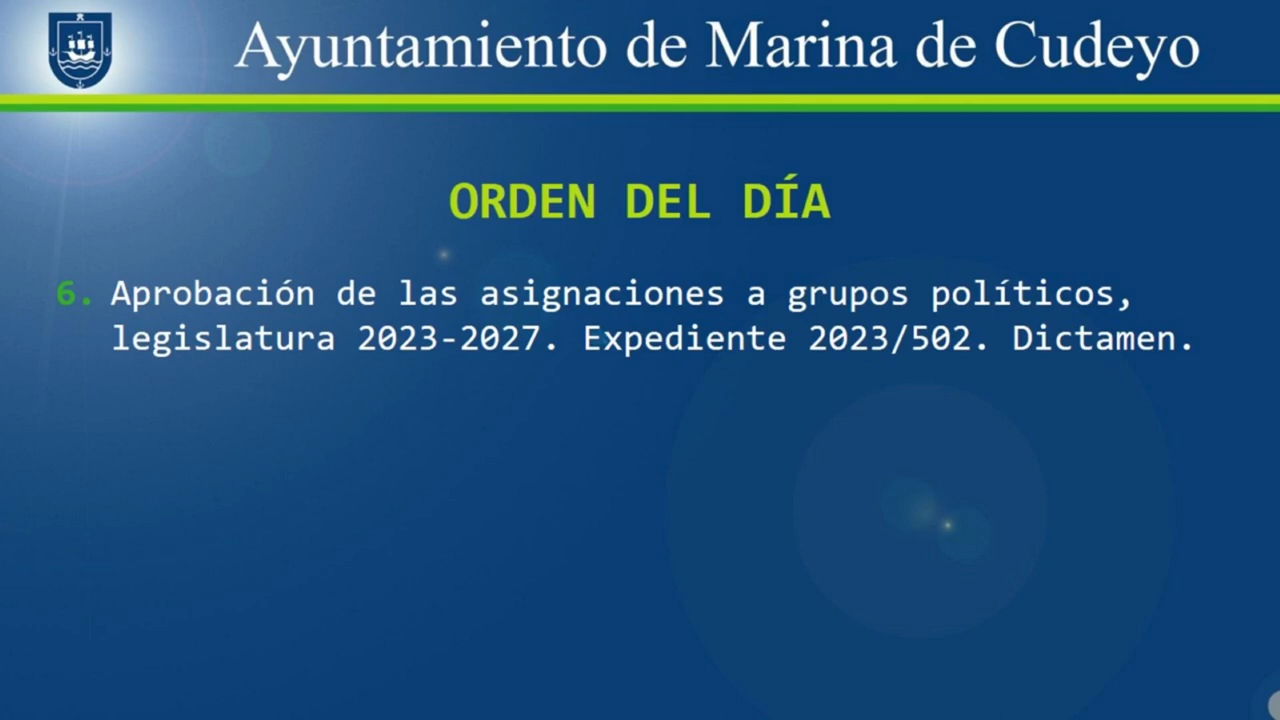 Ayuntamiento de Marina de Cudeyo
ORDEN DEL DÍA
6. Aprobación de las asignaciones a grupos políticos,
legislatura 2023-2027. Expediente 2023/502. Dictamen.